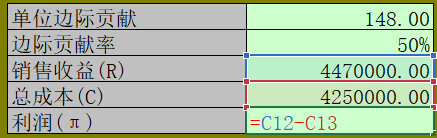 单位边际贡献 148.00
边际贡献率 50%
销售收益(R) 4470000.00
总成本(C) 4250000.00
利润(π) =C12-C13